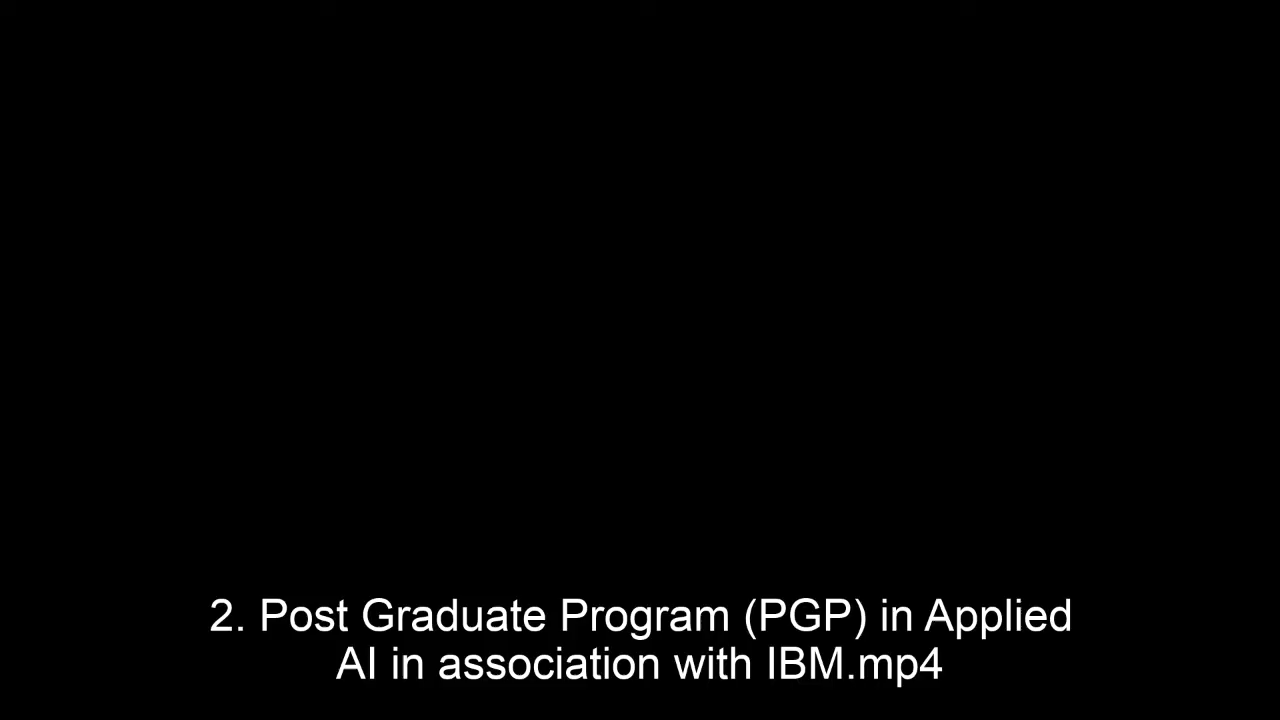 2. Post Graduate Program (PGP) in Applied
AI in association with IBM.mp4